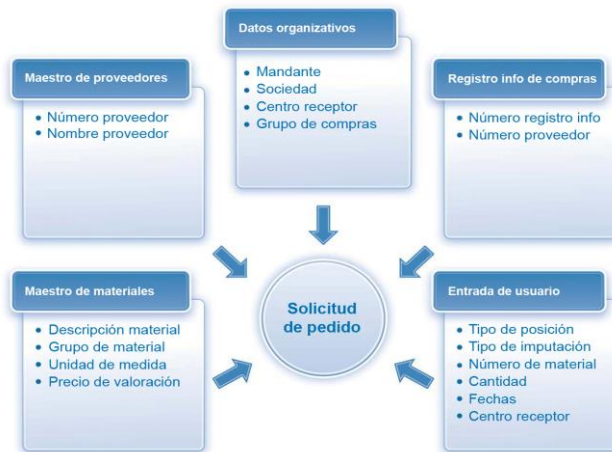 Datos organizativos
Mandante
Sociedad
Centro receptor
Grupo de compras
Maestro de proveedores
Número proveedor
Nombre proveedor
Registro info de compras
Número registro info
Número proveedor
Solicitud
de pedido
Maestro de materiales
Descripción material
Grupo de material
Unidad de medida
Precio de valoración
Entrada de usuario
Tipo de posición
Tipo de imputación
Número de material
Cantidad
Fechas
Centro receptor